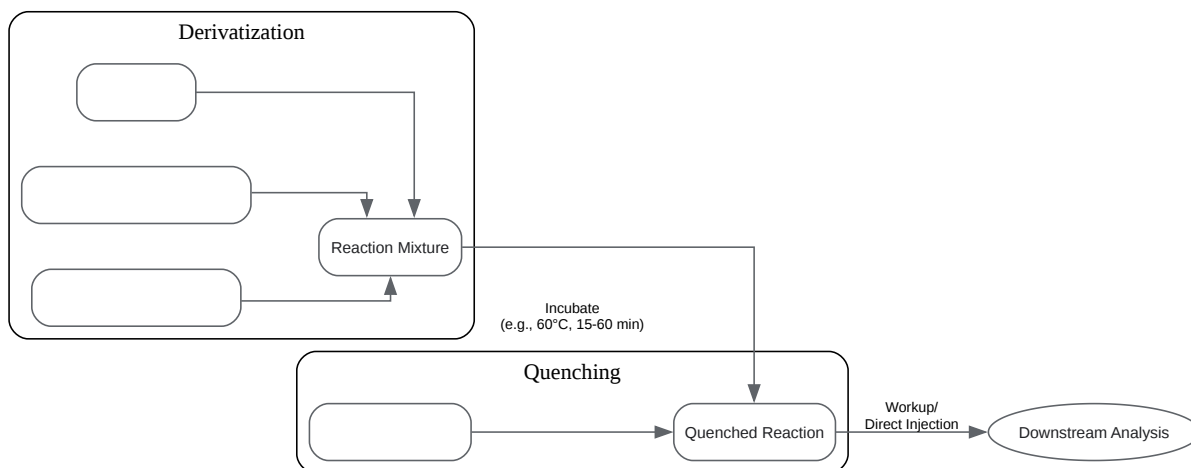 Derivatization
Reaction Mixture
Incubate
(e.g., 60°C, 15-60 min)
Quenching
Quenched Reaction
Workup/
Direct Injection
Downstream Analysis